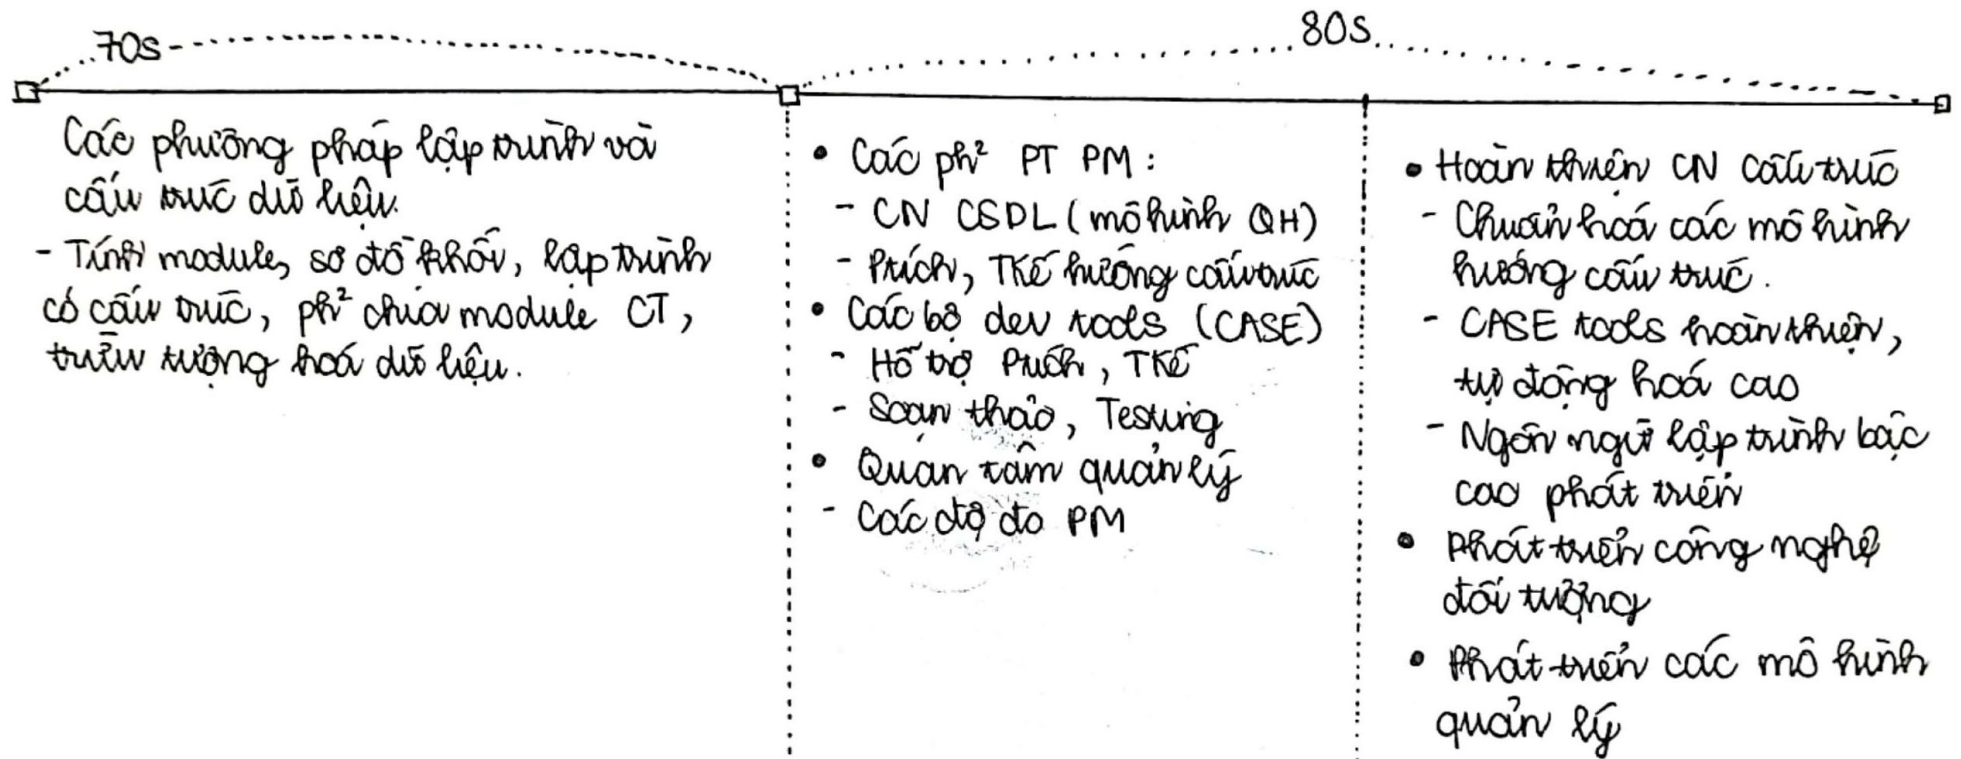 70s
80s
Các phương pháp lập trình và
cấu trúc dữ liệu.
- Tính module, sơ đồ khối, lập trình
có cấu trúc, ph² chia module CT,
trừu tượng hoá dữ liệu.
• Các ph² PT PM:
- CN CSDL (mô hình QH)
- Ptích, TKế hướng cấu trúc
• Các bộ dev tools (CASE)
- Hỗ trợ Ptích, TKế
- Soạn thảo, Testing
• Quan tâm quản lý
- Các độ đo PM
• Hoàn thiện CN cấu trúc
- Chuẩn hoá các mô hình
hướng cấu trúc.
- CASE tools hoàn thiện,
tự động hoá cao
- Ngôn ngữ lập trình bậc
cao phát triển
• Phát triển công nghệ
đối tượng
• Phát triển các mô hình
quản lý